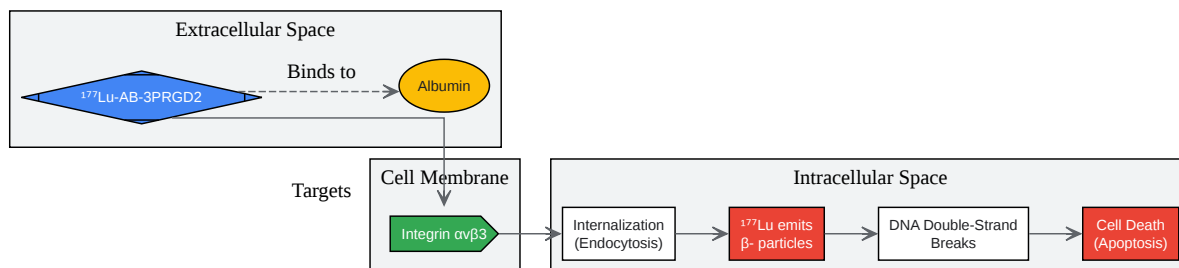 Extracellular Space
Binds to
¹⁷⁷Lu-AB-3PRGD2
Albumin
Targets
Cell Membrane
Integrin αvβ3
Intracellular Space
Internalization
(Endocytosis)
¹⁷⁷Lu emits
β- particles
DNA Double-Strand
Breaks
Cell Death
(Apoptosis)